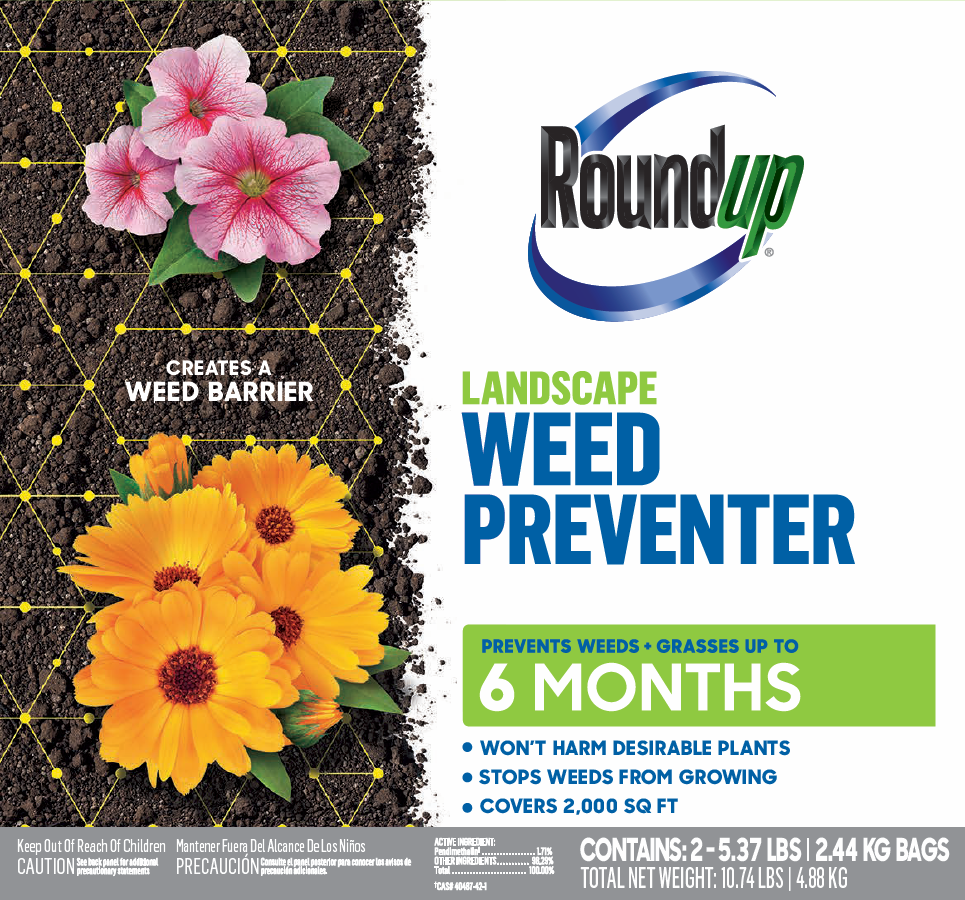 Roundup®
CREATES A
WEED BARRIER
LANDSCAPE
WEED
PREVENTER
PREVENTS WEEDS + GRASSES UP TO
6 MONTHS
• WON'T HARM DESIRABLE PLANTS
• STOPS WEEDS FROM GROWING
• COVERS 2,000 SQ FT
Keep Out Of Reach Of Children
CAUTION See back panel for additional
precautionary statements
Mantener Fuera Del Alcance De Los Niños
PRECAUCIÓN Consulte el panel posterior para conocer los avisos de
precaución adicionales.
ACTIVE INGREDIENT:
Pendimethalin† 1.71%
OTHER INGREDIENTS 98.29%
Total 100.00%
†CAS# 40487-42-1
CONTAINS: 2 - 5.37 LBS | 2.44 KG BAGS
TOTAL NET WEIGHT: 10.74 LBS | 4.88 KG